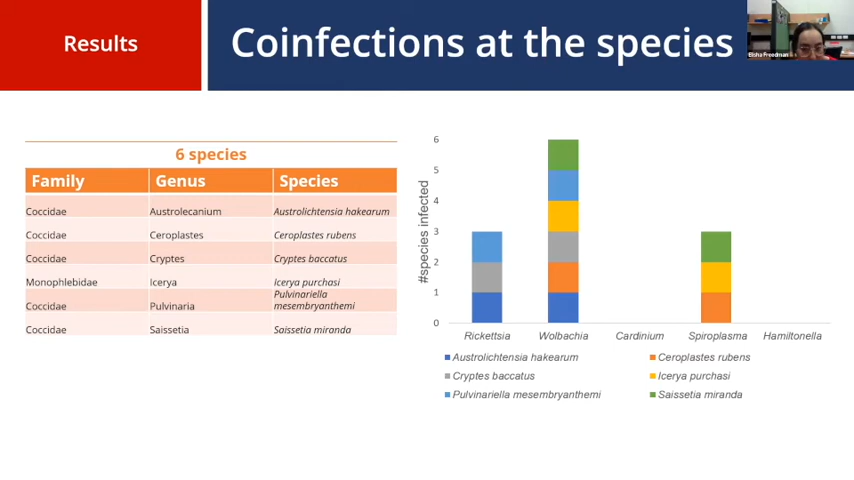 Results
Coinfections at the species
Elsha Freedman
6 species
Family Genus Species
Coccidae Austrolecanium Austrolichtensia hakearum
Coccidae Ceroplastes Ceroplastes rubens
Coccidae Cryptes Cryptes baccatus
Monophlebidae Icerya Icerya purchasi
Coccidae Pulvinaria Pulvinariella
mesembryanthemi
Coccidae Saissetia Saissetia miranda
#species infected
6
5
4
3
2
1
0
Rickettsia Wolbachia Cardinium Spiroplasma Hamiltonella
Austrolichtensia hakearum Ceroplastes rubens
Cryptes baccatus Icerya purchasi
Pulvinariella mesembryanthemi Saissetia miranda